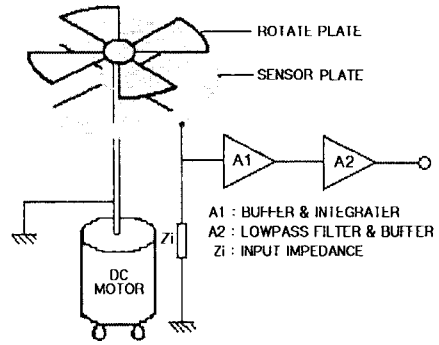 ROTATE PLATE
SENSOR PLATE
A1
A2
A1 : BUFFER & INTEGRATER
A2 : LOWPASS FILTER & BUFFER
Zi
Zi : INPUT IMPEDANCE
DC
MOTOR